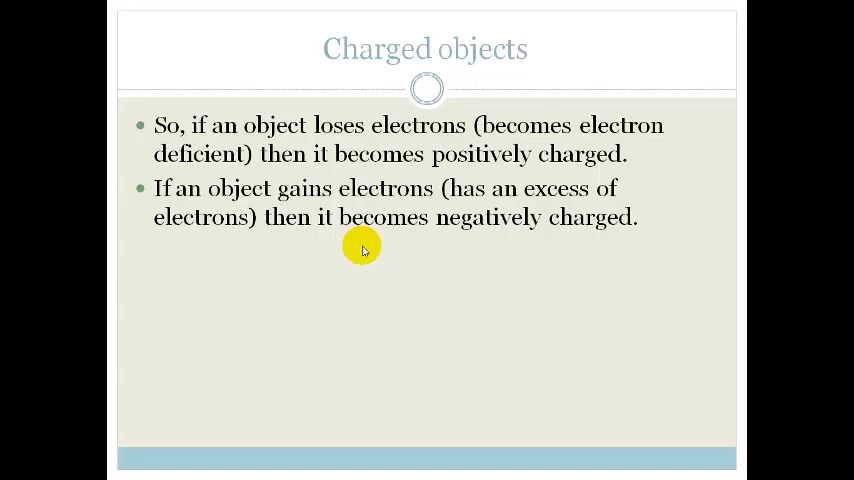 Charged objects
So, if an object loses electrons (becomes electron
deficient) then it becomes positively charged.
If an object gains electrons (has an excess of
electrons) then it becomes negatively charged.